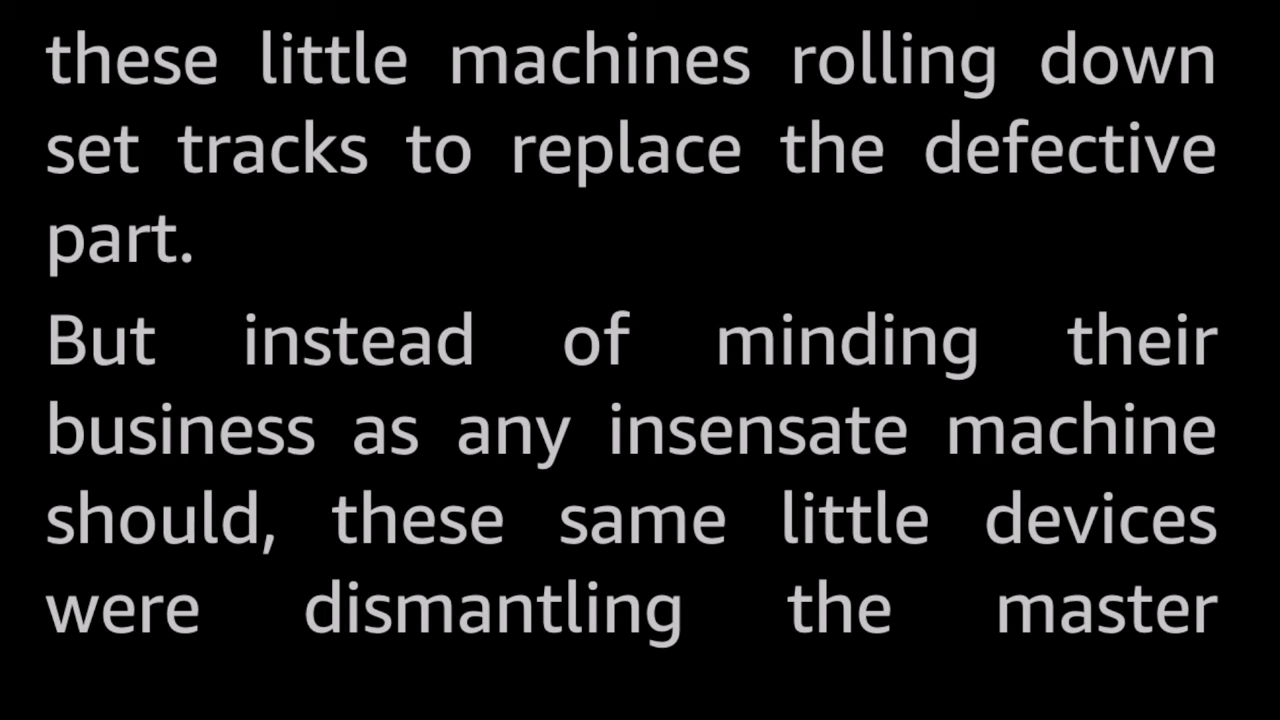 these little machines rolling down
set tracks to replace the defective
part.
But instead of minding their
business as any insensate machine
should, these same little devices
were dismantling the master